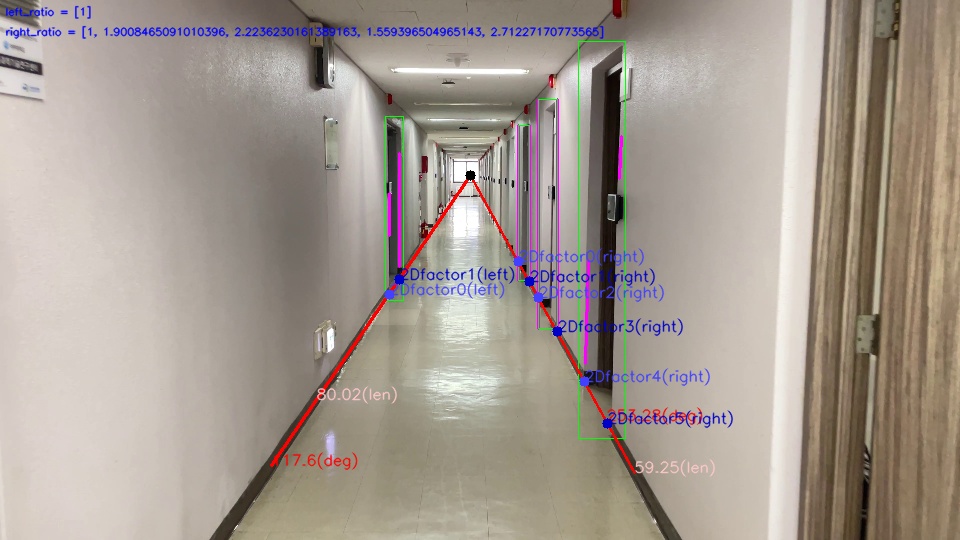 left_ratio = [1]
right_ratio = [1, 1.9008465091010396, 2.2236230161389163, 1.559396504965143, 2.71227170773565]
2Dfactor0(right)
2Dfactor1(left)
(right)
2Dfactor0(left)
2Dfactor2(right)
2Dfactor3(right)
2Dfactor4(right)
80.02(len)
2Dfactor5(right)
17.6(deg)
59.25(len)